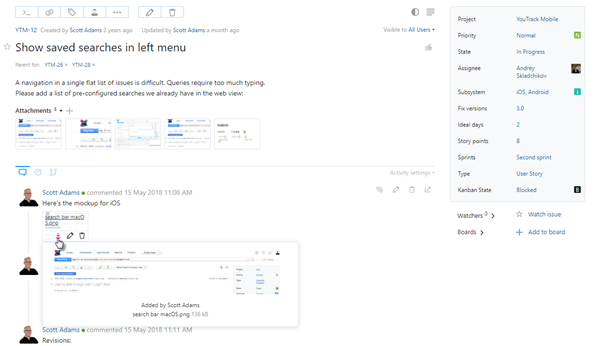 YTM-12 Created by Scott Adams 2 years ago Updated by Scott Adams a month ago
Visible to All Users
Show saved searches in left menu
Parent for: YTM-26 × YTM-28 ×
A navigation in a single flat list of issues is difficult. Queries require too much typing.
Please add a list of pre-configured searches we already have in the web view:
Attachments 5
Activity settings
Scott Adams commented 15 May 2018 11:08 AM
Here's the mockup for iOS
search bar macO
S.png
Added by Scott Adams
search bar macOS.png 136 kB
Scott Adams commented 15 May 2018 11:11 AM
Revisions:
Project YouTrack Mobile
Priority Normal N
State In Progress
Assignee Andrey
Skladchikov
Subsystem iOS, Android i
Fix versions 3.0
Ideal days 2
Story points 8
Sprints Second sprint
Type User Story
Kanban State Blocked B
Watchers 0 Watch issue
Boards Add to board